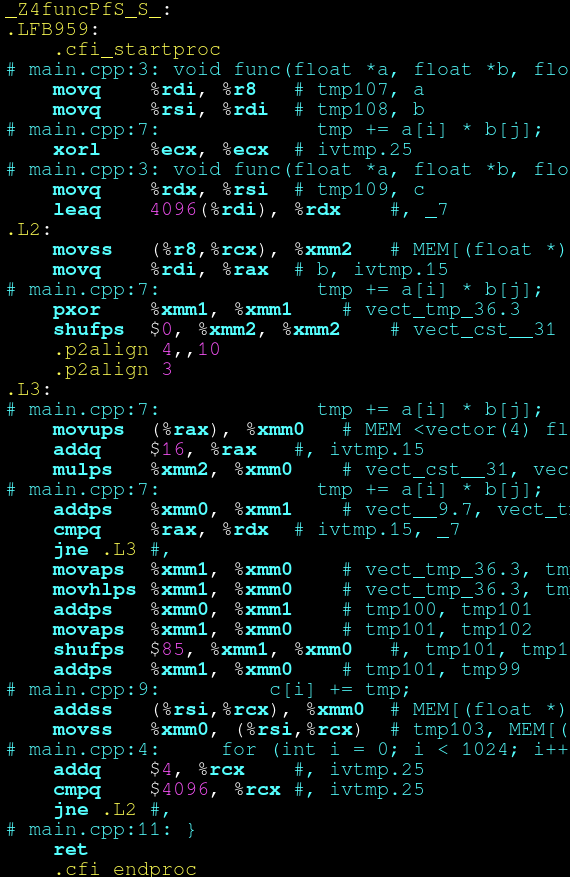 _Z4funcPfS_S_:
.LFB959:
    .cfi_startproc
# main.cpp:3: void func(float *a, float *b, flo
    movq    %rdi, %r8   # tmp107, a
    movq    %rsi, %rdi  # tmp108, b
# main.cpp:7:             tmp += a[i] * b[j];
    xorl    %ecx, %ecx  # ivtmp.25
# main.cpp:3: void func(float *a, float *b, flo
    movq    %rdx, %rsi  # tmp109, c
    leaq    4096(%rdi), %rdx    #, _7
.L2:
    movss   (%r8,%rcx), %xmm2   # MEM[(float *)
    movq    %rdi, %rax  # b, ivtmp.15
# main.cpp:7:             tmp += a[i] * b[j];
    pxor    %xmm1, %xmm1    # vect_tmp_36.3
    shufps  $0, %xmm2, %xmm2    # vect_cst__31
    .p2align 4,,10
    .p2align 3
.L3:
# main.cpp:7:             tmp += a[i] * b[j];
    movups  (%rax), %xmm0   # MEM <vector(4) fl
    addq    $16, %rax   #, ivtmp.15
    mulps   %xmm2, %xmm0    # vect_cst__31, vec
# main.cpp:7:             tmp += a[i] * b[j];
    addps   %xmm0, %xmm1    # vect__9.7, vect_t
    cmpq    %rax, %rdx  # ivtmp.15, _7
    jne .L3 #,
    movaps  %xmm1, %xmm0    # vect_tmp_36.3, tm
    movhlps %xmm1, %xmm0    # vect_tmp_36.3, tm
    addps   %xmm0, %xmm1    # tmp100, tmp101
    movaps  %xmm1, %xmm0    # tmp101, tmp102
    shufps  $85, %xmm1, %xmm0   #, tmp101, tmp1
    addps   %xmm1, %xmm0    # tmp101, tmp99
# main.cpp:9:         c[i] += tmp;
    addss   (%rsi,%rcx), %xmm0  # MEM[(float *)
    movss   %xmm0, (%rsi,%rcx)  # tmp103, MEM[(
# main.cpp:4:     for (int i = 0; i < 1024; i++
    addq    $4, %rcx    #, ivtmp.25
    cmpq    $4096, %rcx #, ivtmp.25
    jne .L2 #,
# main.cpp:11: }
    ret
    .cfi_endproc